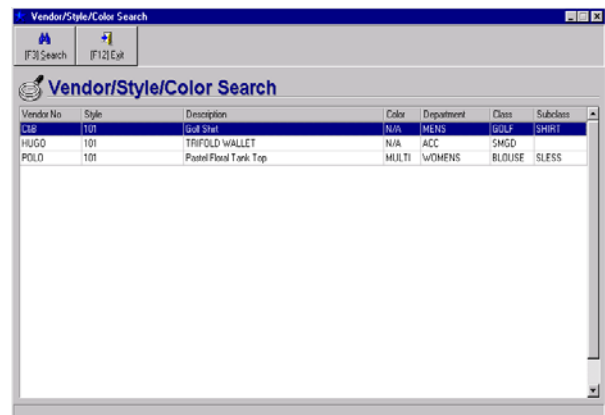 Vendor/Style/Color Search
[F3] Search [F12] Exit
Vendor/Style/Color Search
Vendor No Style Description Color Department Class Subclass
C&B 101 Golf Shirt N/A MENS GOLF SHIRT
HUGO 101 TRIFOLD WALLET N/A ACC SMGD
POLO 101 Pastel Floral Tank Top MULTI WOMENS BLOUSE SLESS